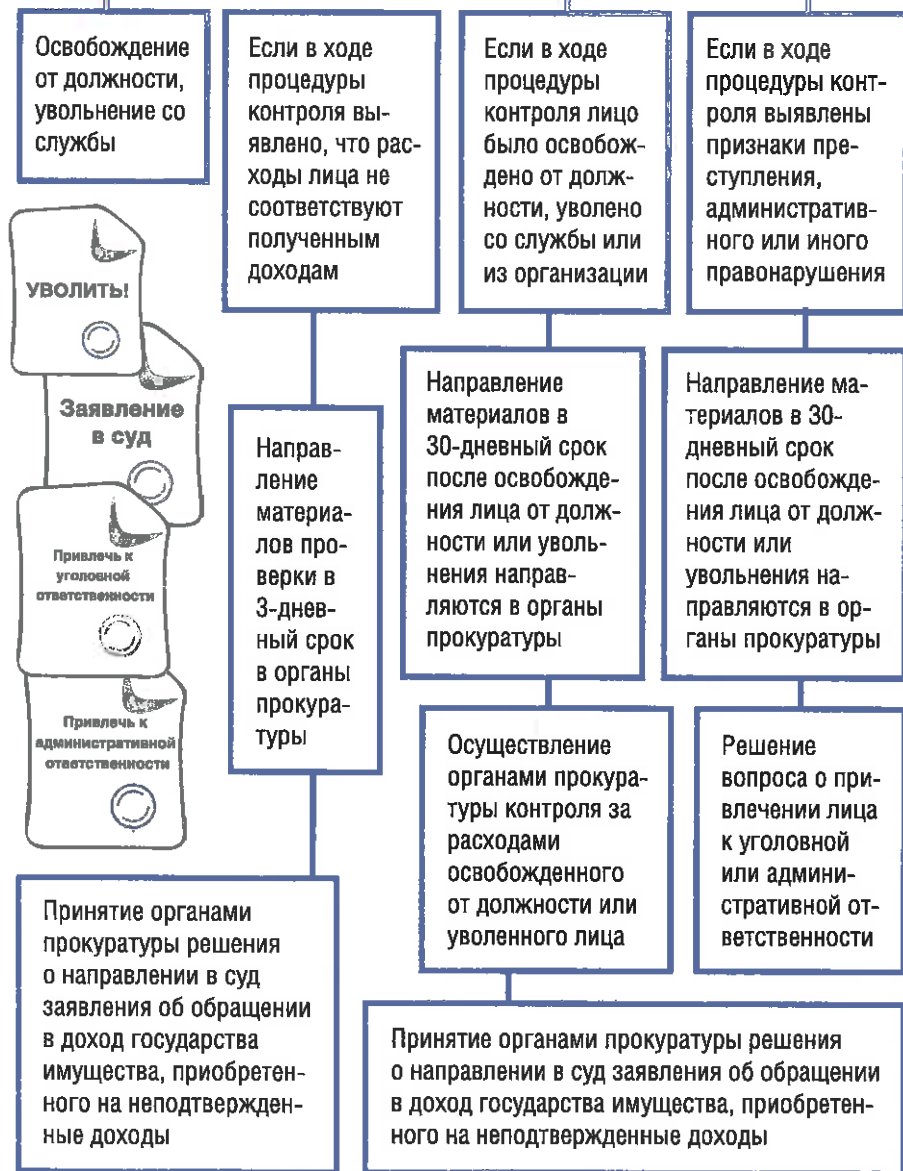 Освобождение
от должности,
увольнение со
службы
Если в ходе
процедуры
контроля вы-
явлено, что рас-
ходы лица не
соответствуют
полученным
доходам
Если в ходе
процедуры
контроля лицо
было освобож-
дено от долж-
ности, уволено
со службы или
из организации
Если в ходе
процедуры конт-
роля выявлены
признаки пре-
ступления,
административ-
ного или иного
правонарушения
УВОЛИТЬ!
Заявление
в суд
Привлечь к
уголовной
ответственности
Привлечь к
административной
ответственности
Направ-
ление
материа-
лов про-
верки в
3-днев-
ный срок
в органы
прокура-
туры
Направление
материалов в
30-дневный срок
после освобожде-
ния лица от долж-
ности или уволь-
нения направ-
ляются в органы
прокуратуры
Направление ма-
териалов в 30-
дневный срок
после освобожде-
ния лица от долж-
ности или
увольнения на-
правляются в ор-
ганы прокуратуры
Осуществление
органами прокура-
туры контроля за
расходами
освобожденного
от должности или
уволенного лица
Решение
вопроса о при-
влечении лица
к уголовной
или админи-
стративной от-
ветственности
Принятие органами
прокуратуры решения
о направлении в суд
заявления об обращении
в доход государства
имущества, приобретен-
ного на неподтвержден-
ные доходы
Принятие органами прокуратуры решения
о направлении в суд заявления об обращении
в доход государства имущества, приобретен-
ного на неподтвержденные доходы